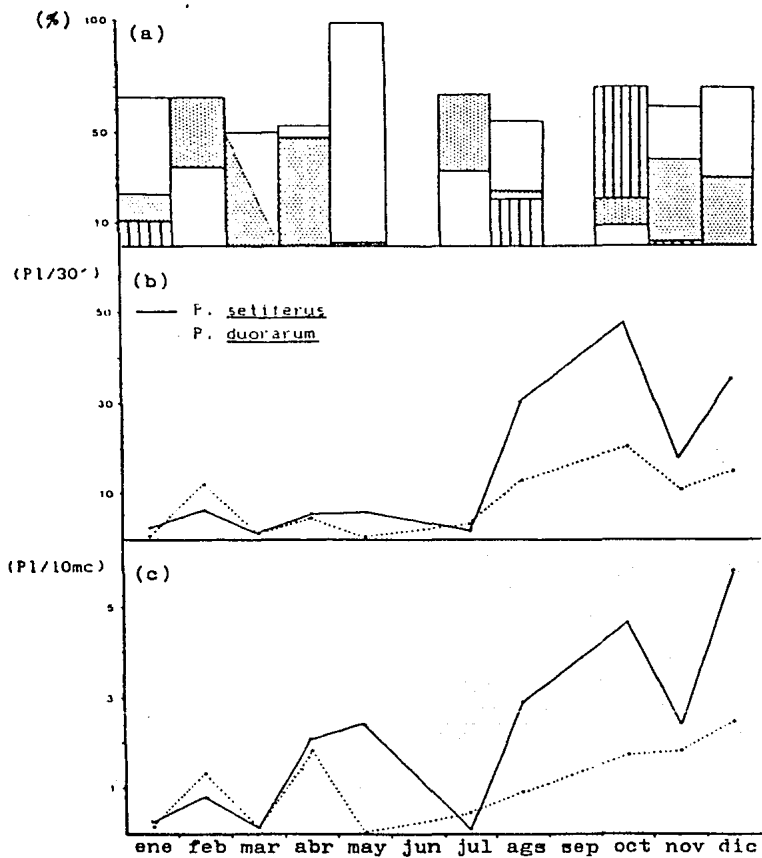 (%)
100
(a)
50
10
(Pl/30´
(b)
50
P. setiferus
P. duorarum
30
10
(Pl/10mc)
(c)
5
3
1
ene feb mar abr may jun jul ags sep oct nov dic